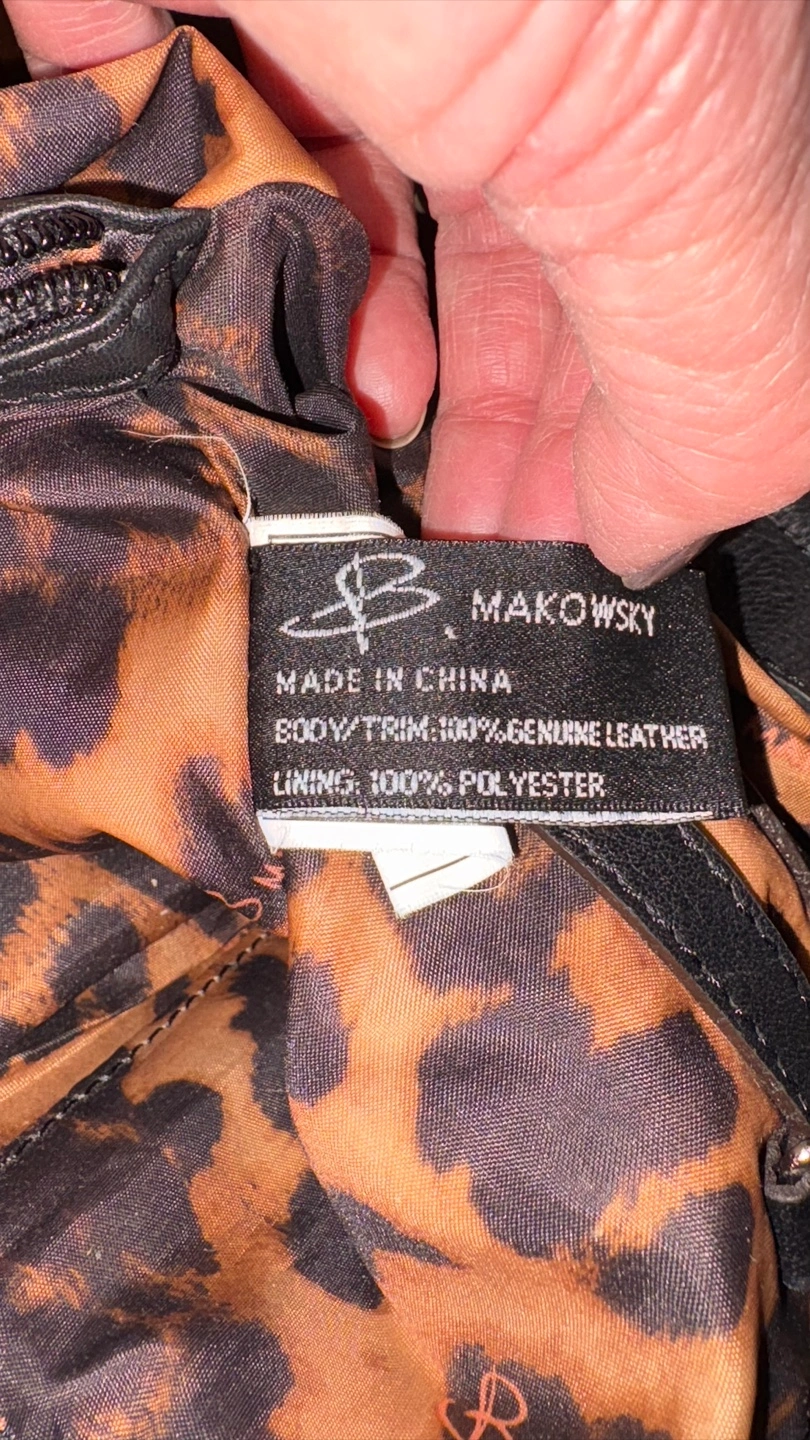 B. MAKOWSKY
MADE IN CHINA
BODY/TRIM:100%GENUINE LEATHER
LINING: 100% POLYESTER